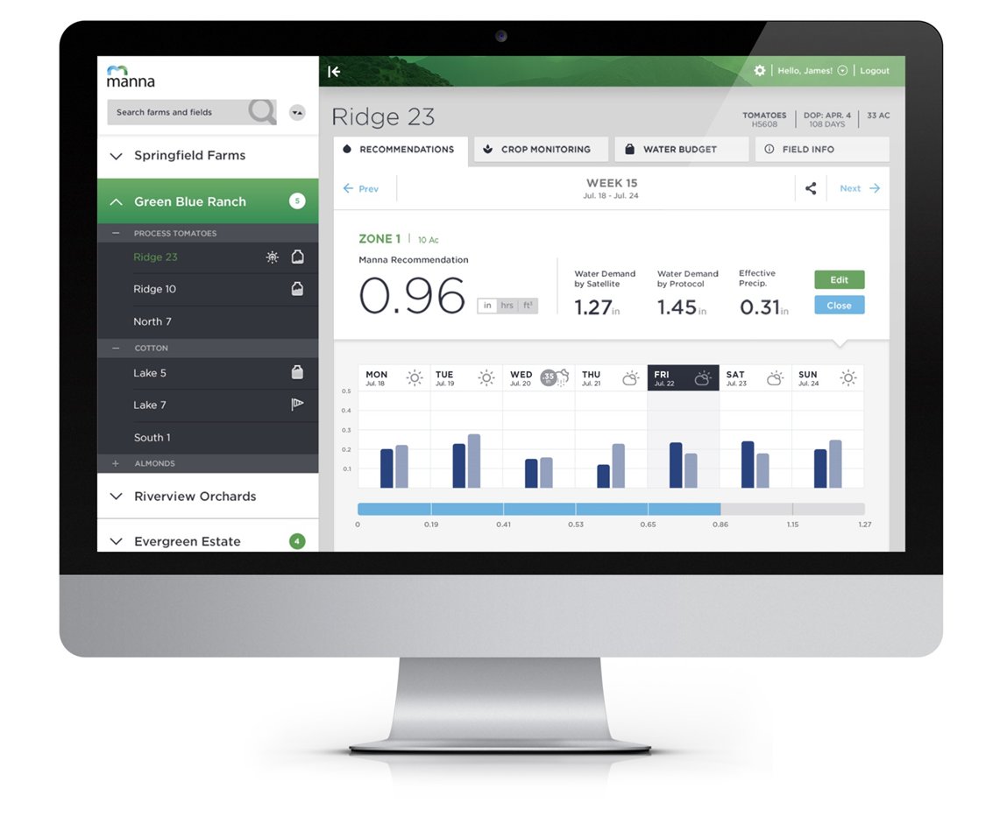 manna
Search farms and fields
Springfield Farms
Green Blue Ranch 5
PROCESS TOMATOES
Ridge 23
Ridge 10
North 7
COTTON
Lake 5
Lake 7
South 1
ALMONDS
Riverview Orchards
Evergreen Estate 4
Hello, James! | Logout
Ridge 23
TOMATOES
H5608
DOP: APR. 4
108 DAYS
33 AC
RECOMMENDATIONS
CROP MONITORING
WATER BUDGET
FIELD INFO
Prev
WEEK 15
Jul. 18 - Jul. 24
Next
ZONE 1 | 10 Ac
Manna Recommendation
0.96
in hrs ft³
Water Demand
by Satellite
1.27 in
Water Demand
by Protocol
1.45 in
Effective
Precip.
0.31 in
Edit
Close
MON
Jul. 18
TUE
Jul. 19
WED
Jul. 20
.35
in
THU
Jul. 21
FRI
Jul. 22
SAT
Jul. 23
SUN
Jul. 24
0.5
0.4
0.3
0.2
0.1
0 0.19 0.41 0.53 0.65 0.86 1.15 1.27